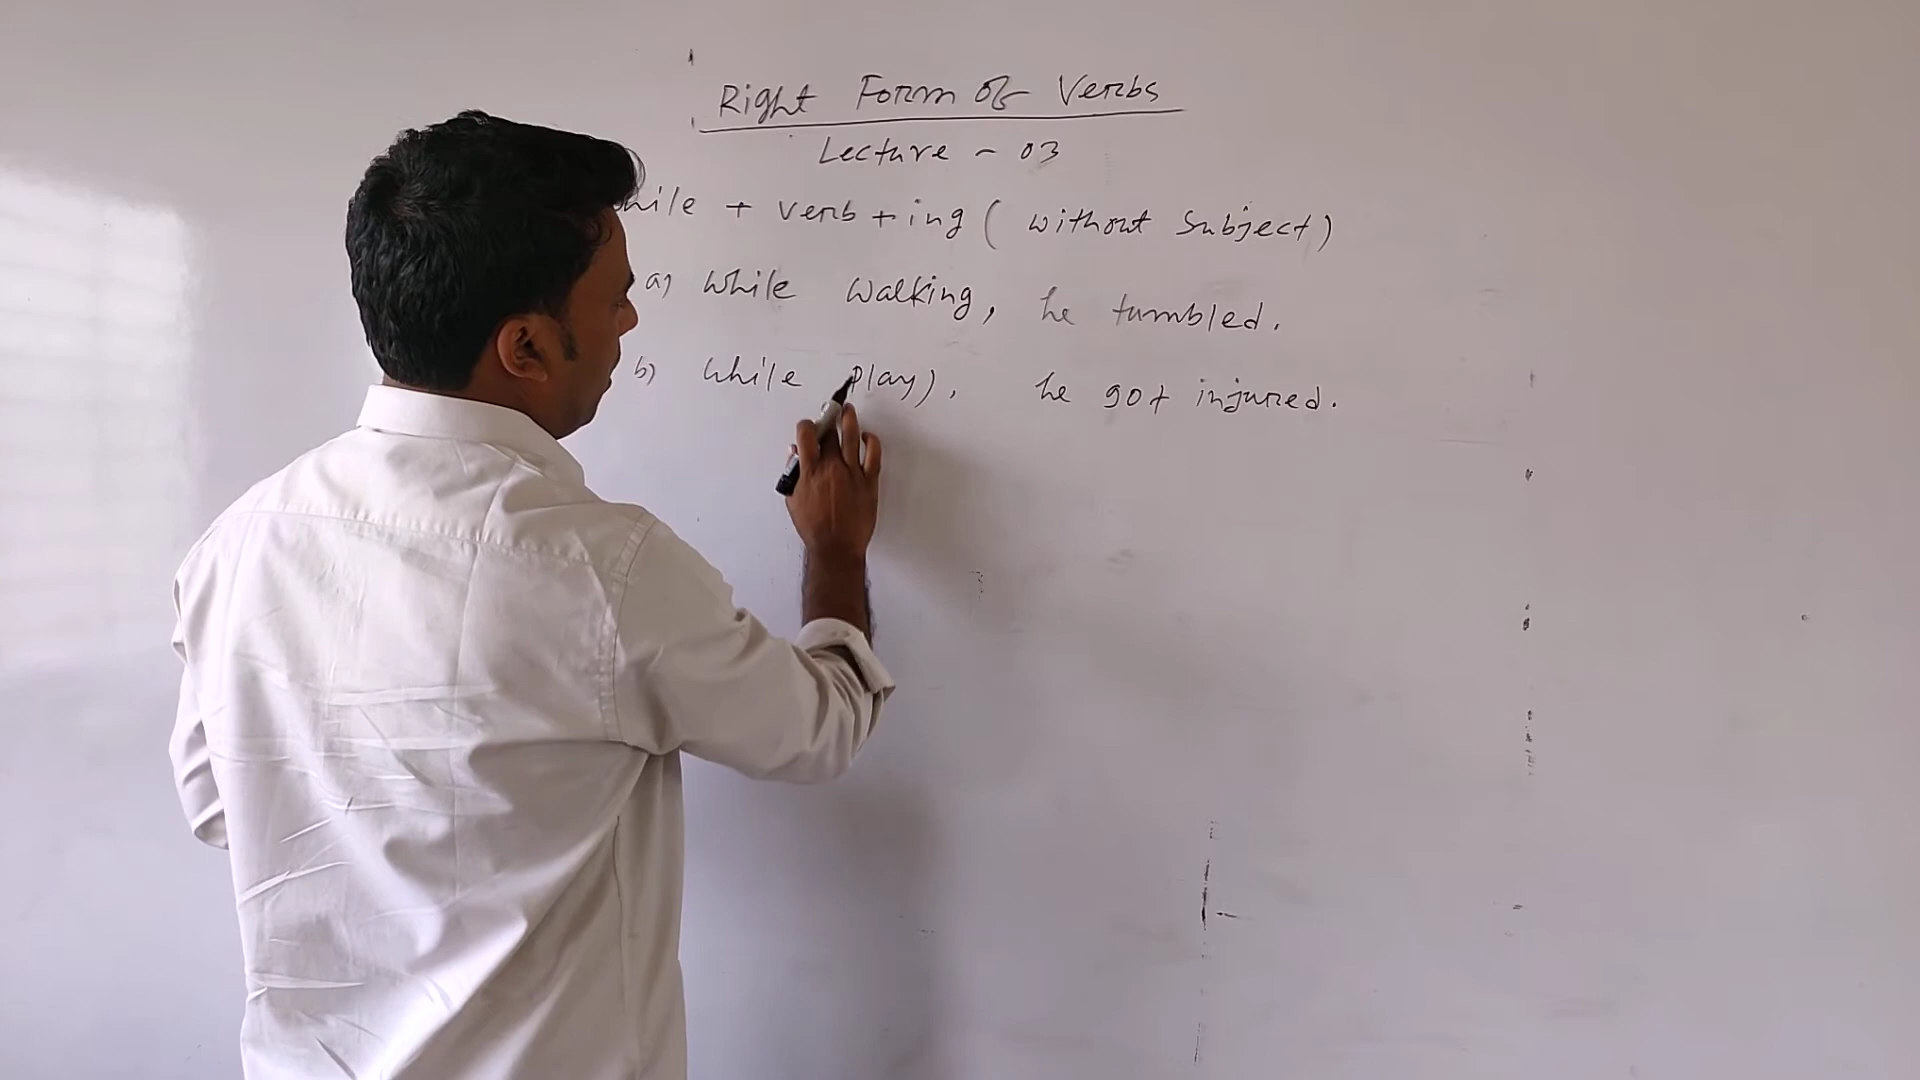 Right Form of Verbs
Lecture - 03
while + verb + ing ( without subject )
a) while walking, he tumbled.
b) while play), he got injured.